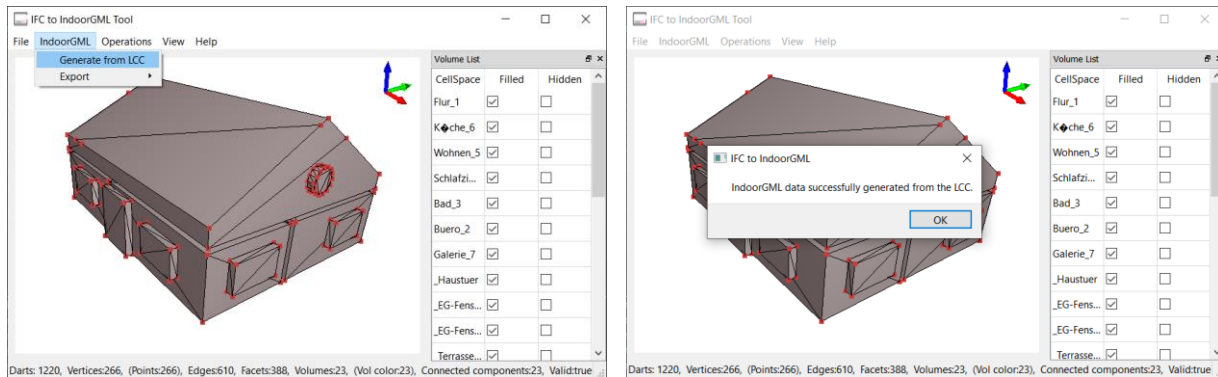 IFC to IndoorGML Tool
File IndoorGML Operations View Help
Generate from LCC
Export
Volume List
CellSpace Filled Hidden
Flur_1
K�che_6
Wohnen_5
Schlafzi...
Bad_3
Buero_2
Galerie_7
_Haustuer
_EG-Fens...
_EG-Fens...
Terrasse...
Darts: 1220, Vertices:266, (Points:266), Edges:610, Facets:388, Volumes:23, (Vol color:23), Connected components:23, Valid:true
IFC to IndoorGML Tool
File IndoorGML Operations View Help
IFC to IndoorGML
IndoorGML data successfully generated from the LCC.
OK
Volume List
CellSpace Filled Hidden
Flur_1
K�che_6
Wohnen_5
Schlafzi...
Bad_3
Buero_2
Galerie_7
_Haustuer
_EG-Fens...
_EG-Fens...
Terrasse...
Darts: 1220, Vertices:266, (Points:266), Edges:610, Facets:388, Volumes:23, (Vol color:23), Connected components:23, Valid:true